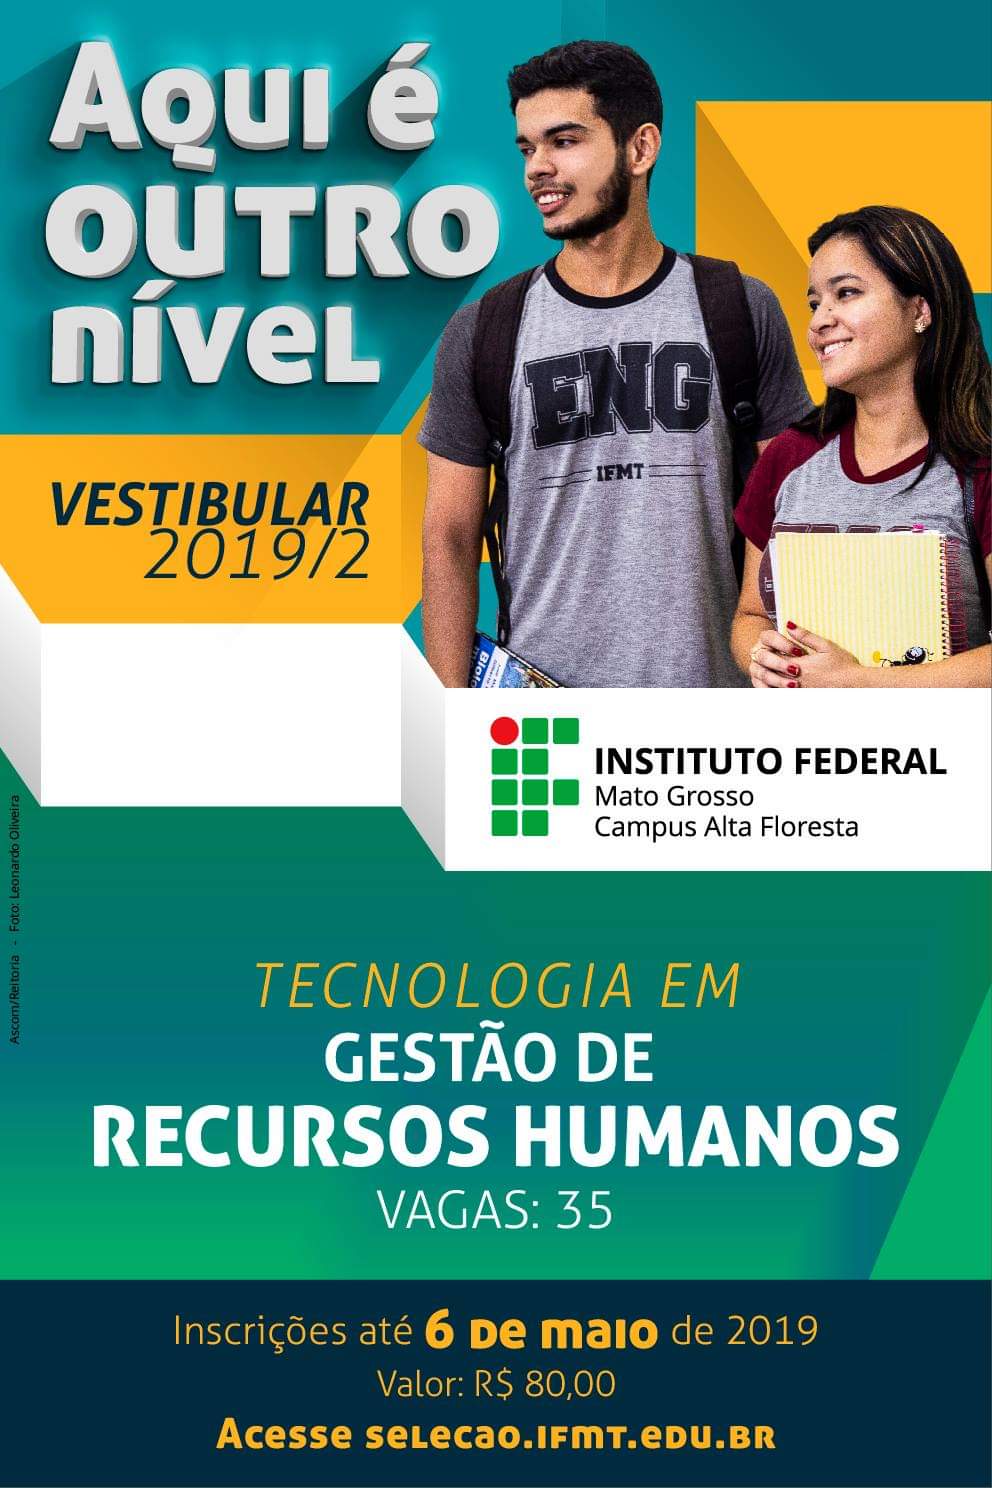 Aqui é
OUTRO
nível
VESTIBULAR
2019/2
ENG
IFMT
INSTITUTO FEDERAL
Mato Grosso
Campus Alta Floresta
Ascom/Reitoria - Foto: Leonardo Oliveira
TECNOLOGIA EM
GESTÃO DE
RECURSOS HUMANOS
VAGAS: 35
Inscrições até 6 DE MAIO de 2019
Valor: R$ 80,00
Acesse selecao.ifmt.edu.br